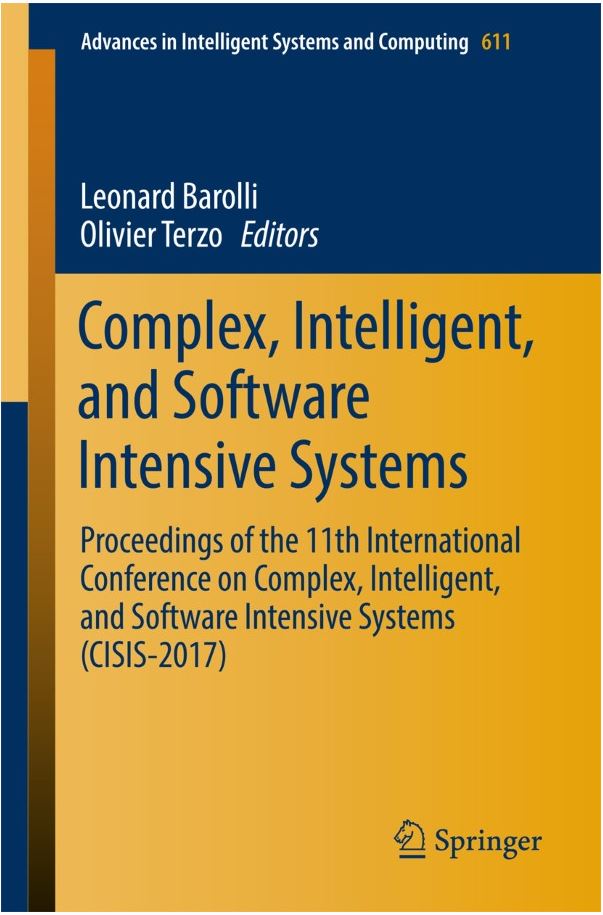 Advances in Intelligent Systems and Computing 611
Leonard Barolli
Olivier Terzo Editors
Complex, Intelligent,
and Software
Intensive Systems
Proceedings of the 11th International
Conference on Complex, Intelligent,
and Software Intensive Systems
(CISIS-2017)
Springer